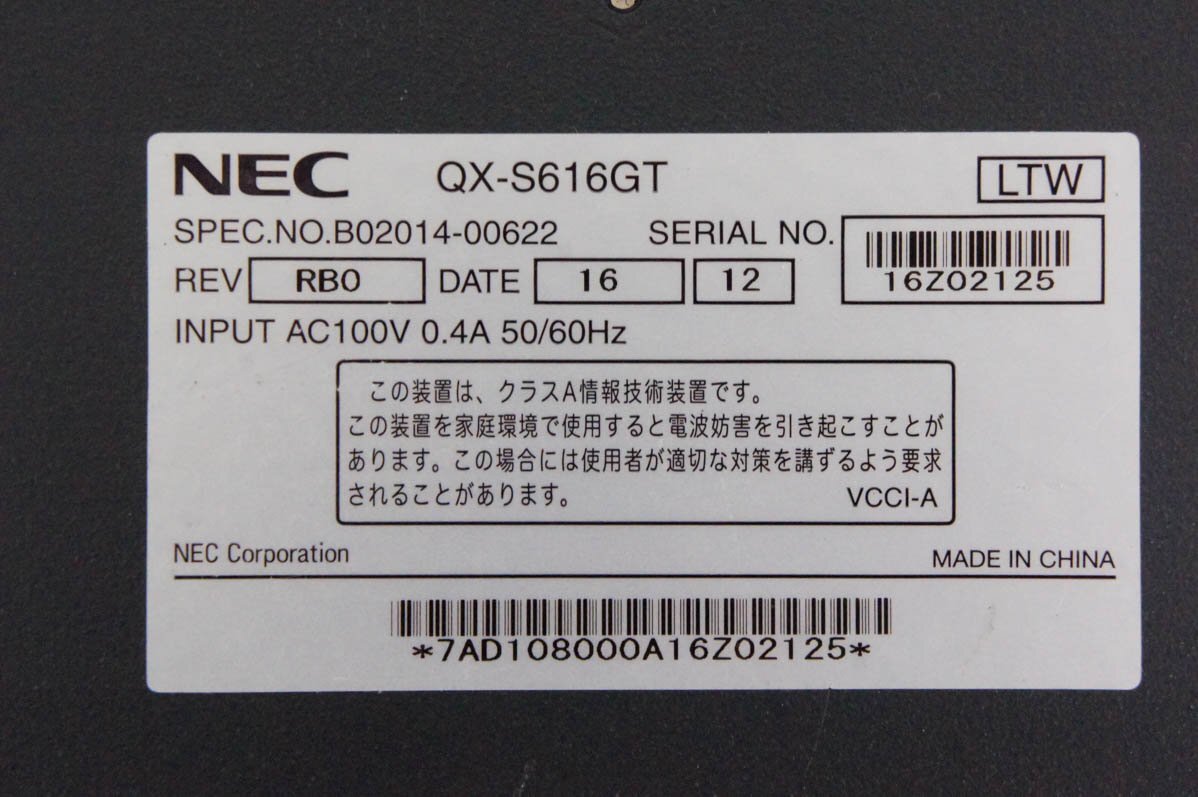 NEC QX-S616GT LTW
SPEC.NO.B02014-00622 SERIAL NO. 16Z02125
REV RB0 DATE 16 12
INPUT AC100V 0.4A 50/60Hz
この装置は、クラスA情報技術装置です。
この装置を家庭環境で使用すると電波妨害を引き起こすことが
あります。この場合には使用者が適切な対策を講ずるよう要求
されることがあります。 VCCI-A
NEC Corporation MADE IN CHINA
*7AD108000A16Z02125*